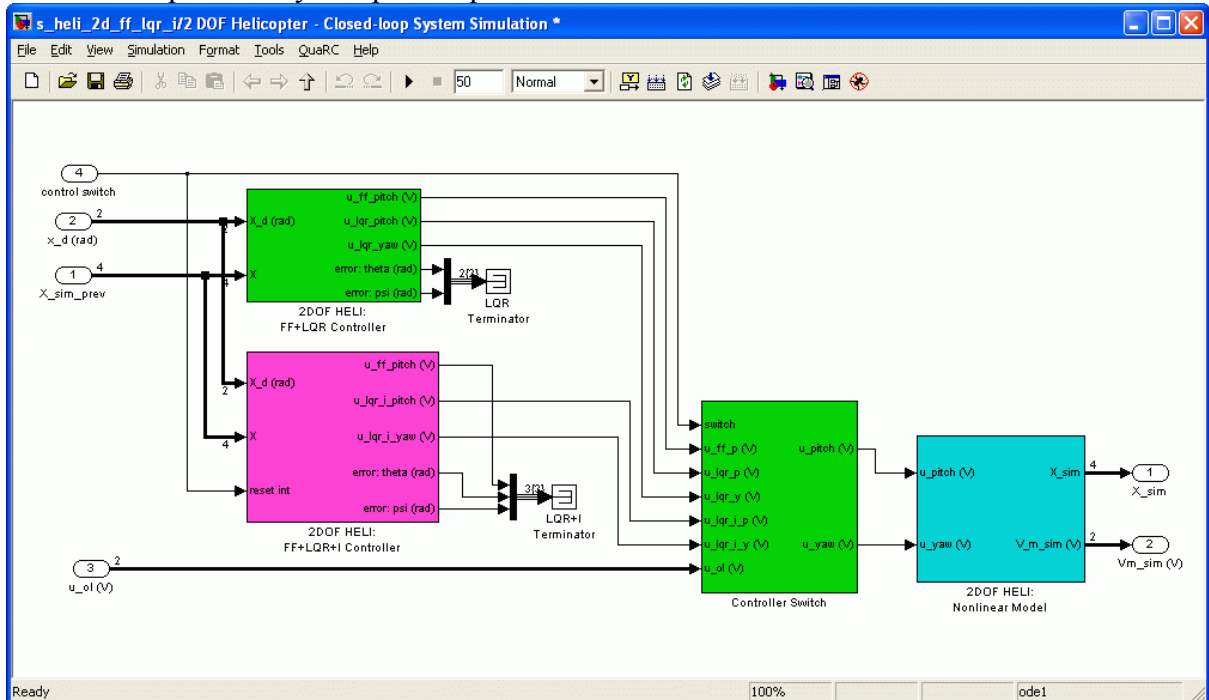 s_heli_2d_ff_lqr_i/2 DOF Helicopter - Closed-loop System Simulation *
File Edit View Simulation Format Tools QuaRC Help
50 Normal
4
control switch
2
2
x_d (rad)
1
4
X_sim_prev
X_d (rad)
2
X
4
u_ff_pitch (V)
u_lqr_pitch (V)
u_lqr_yaw (V)
error: theta (rad)
error: psi (rad)
2DOF HELI:
FF+LQR Controller
LQR
Terminator
X_d (rad)
2
X
4
reset int
u_ff_pitch (V)
u_lqr_i_pitch (V)
u_lqr_i_yaw (V)
error: theta (rad)
error: psi (rad)
2DOF HELI:
FF+LQR+I Controller
LQR+I
Terminator
3
2
u_ol (V)
switch
u_ff_p (V)
u_lqr_p (V)
u_lqr_y (V)
u_lqr_i_p (V)
u_lqr_i_y (V)
u_ol (V)
u_pitch (V)
u_yaw (V)
Controller Switch
u_pitch (V)
u_yaw (V)
X_sim
V_m_sim (V)
2DOF HELI:
Nonlinear Model
4
1
X_sim
2
2
Vm_sim (V)
Ready 100% ode1